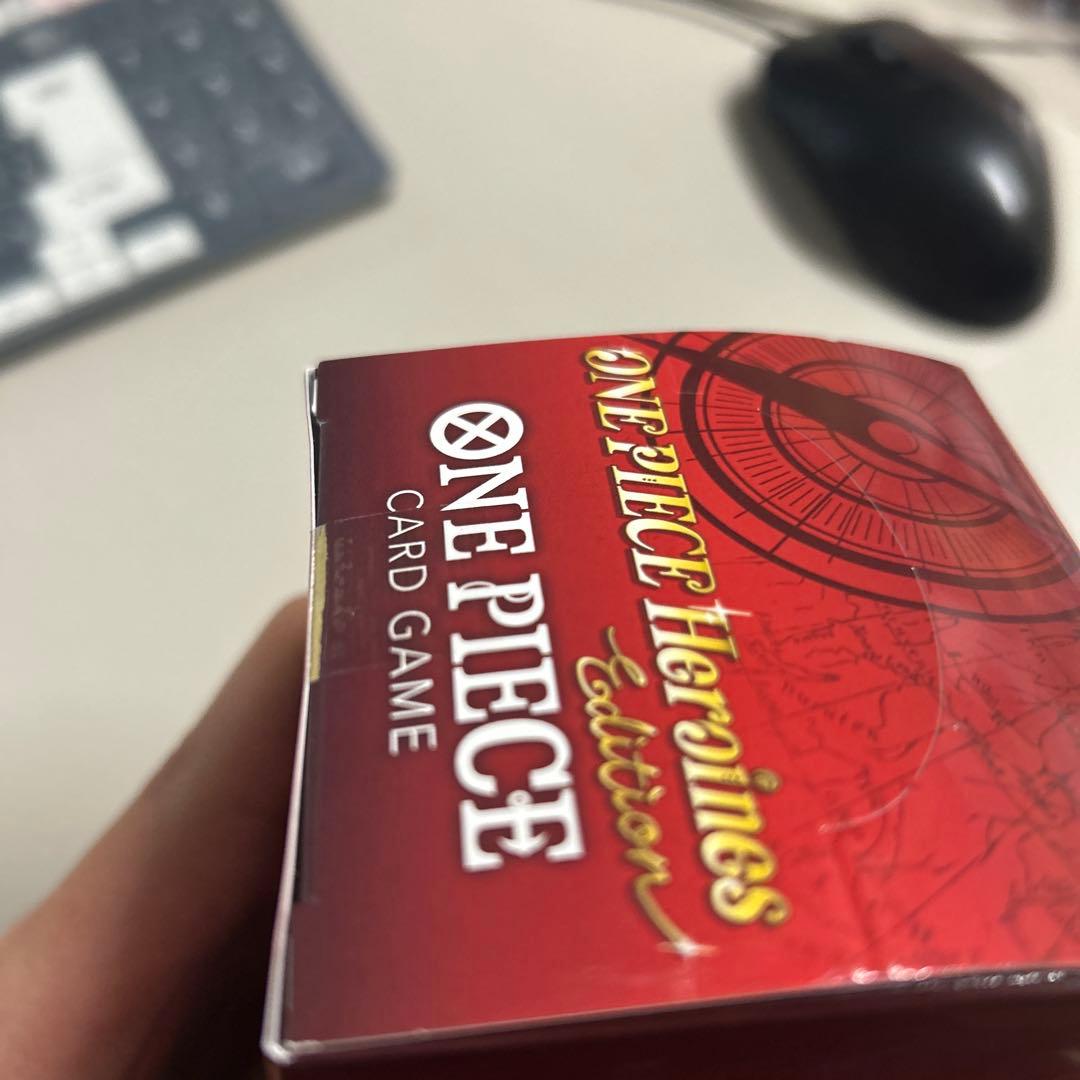 ONE PIECE Heroines
Edition
ONE PIECE
CARD GAME